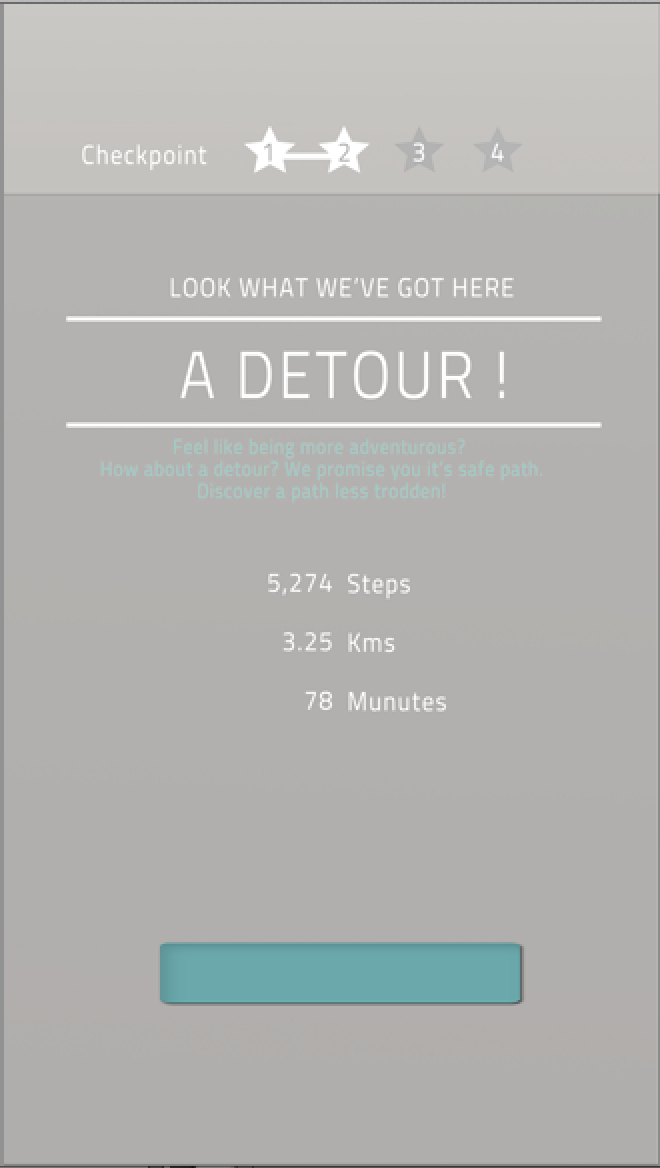 Checkpoint 1 2 3 4
LOOK WHAT WE'VE GOT HERE
A DETOUR !
Feel like being more adventurous?
How about a detour? We promise you it's safe path.
Discover a path less trodden!
5,274 Steps
3.25 Kms
78 Munutes